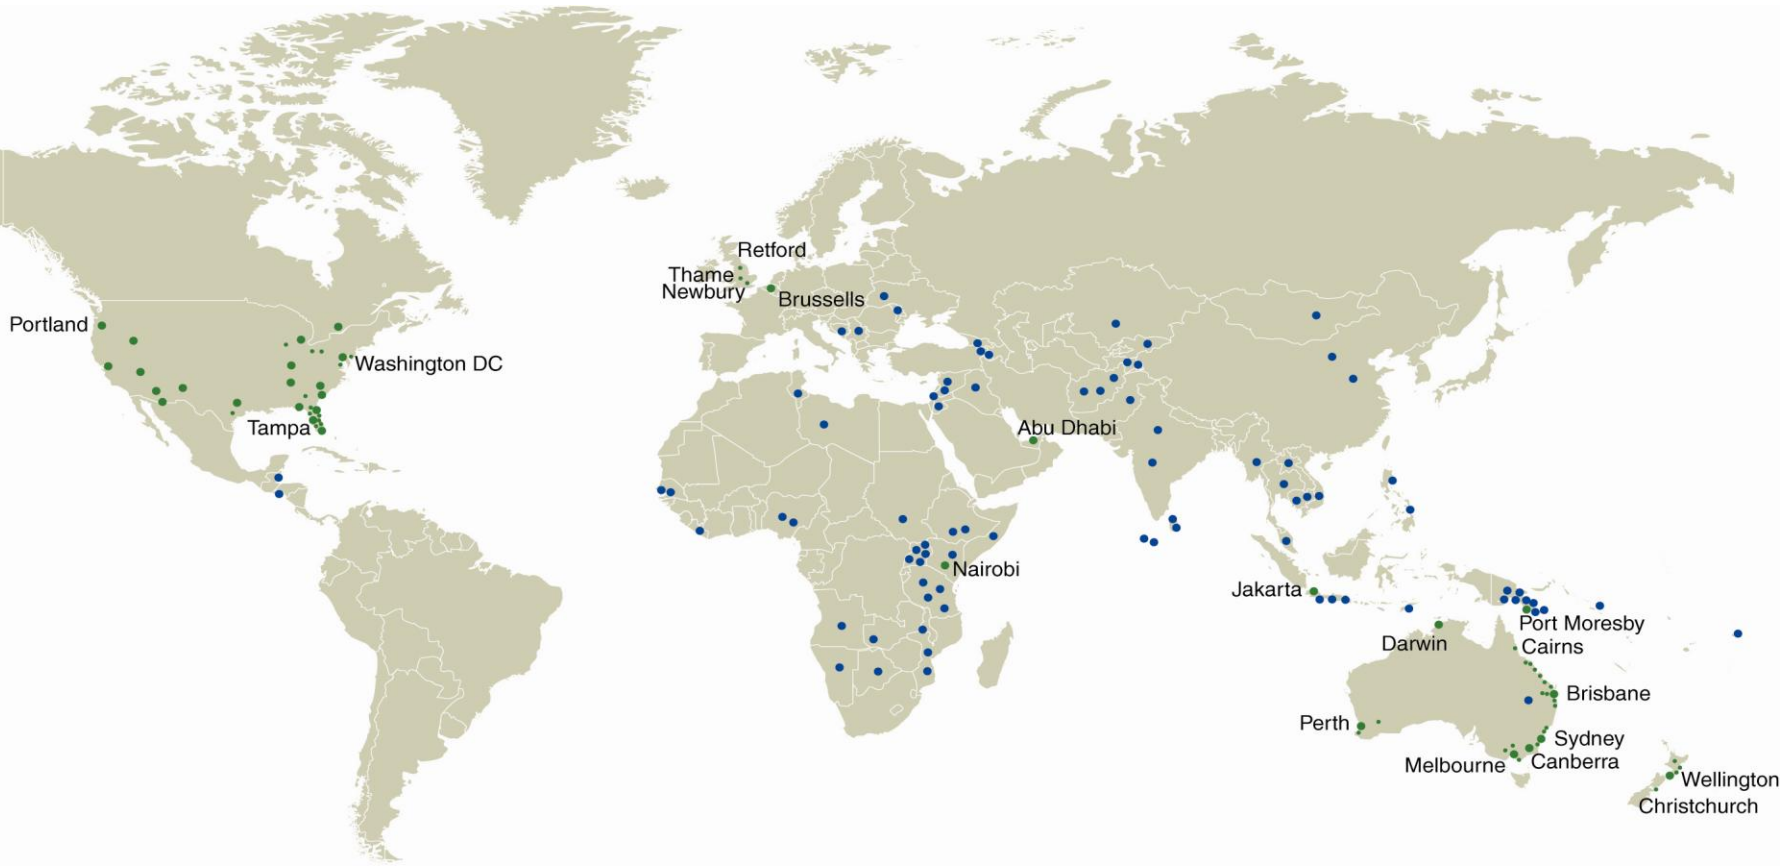 Retford
Thame
Newbury
Brussells
Portland
Washington DC
Tampa
Abu Dhabi
Nairobi
Jakarta
Port Moresby
Darwin
Cairns
Brisbane
Perth
Sydney
Canberra
Melbourne
Wellington
Christchurch